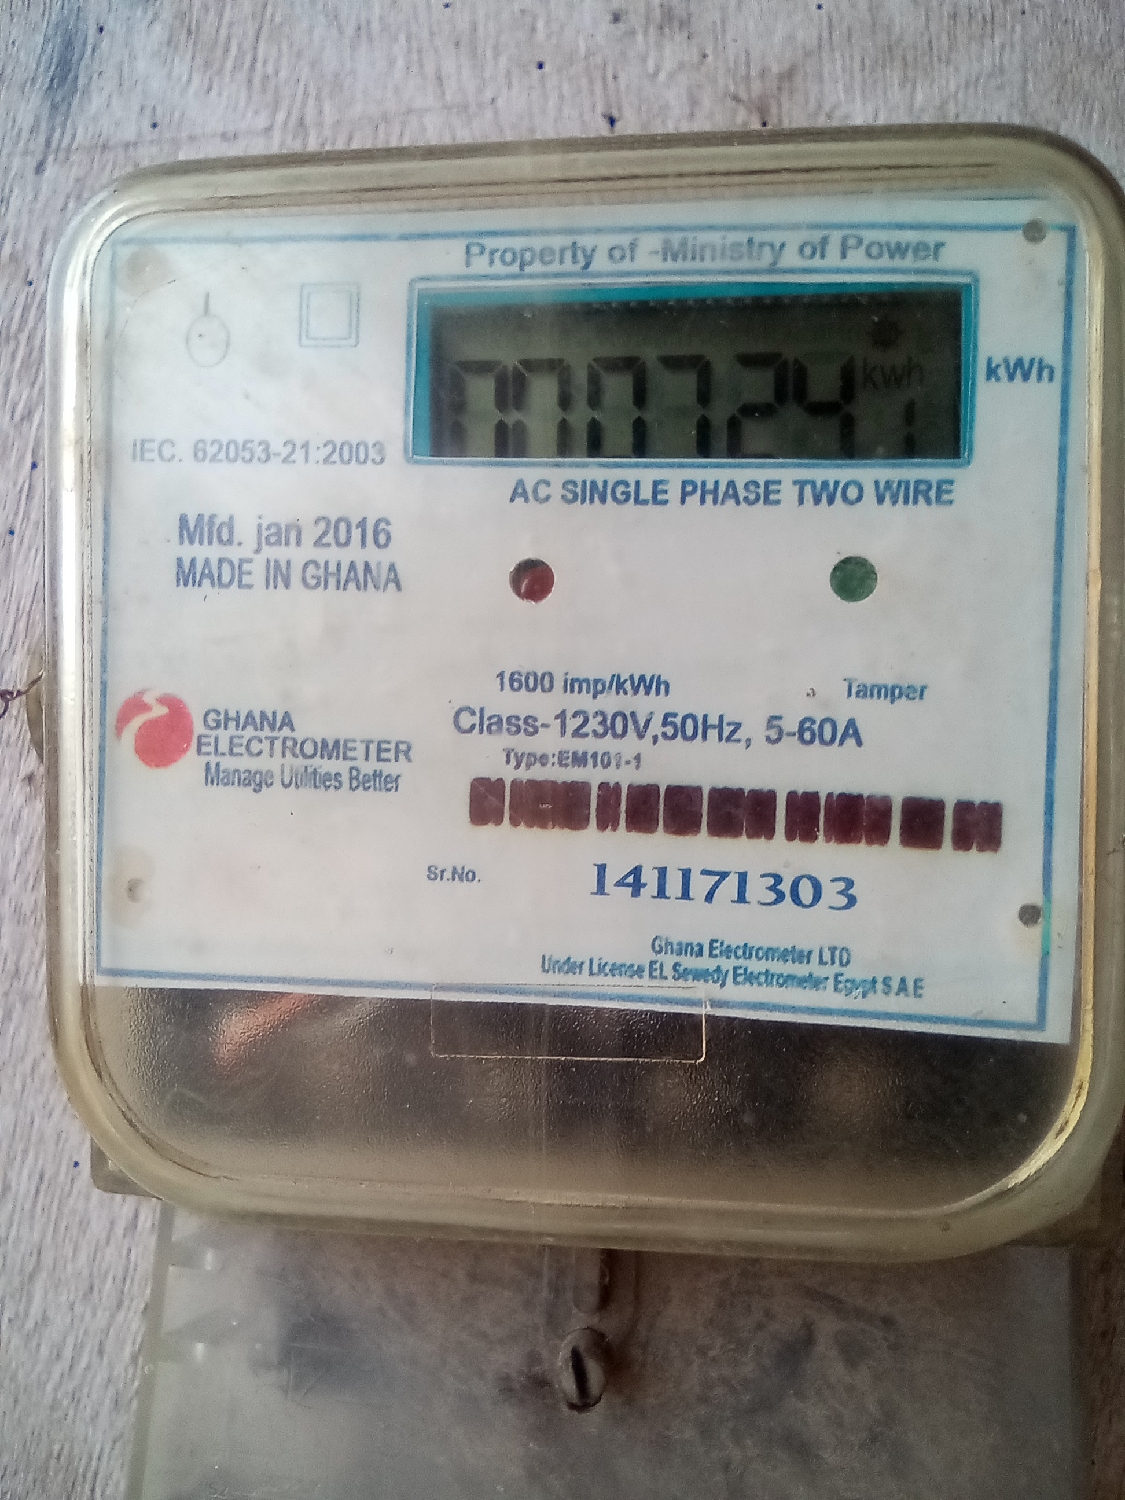 Property of -Ministry of Power
kwh
kWh
IEC. 62053-21:2003
AC SINGLE PHASE TWO WIRE
Mfd. jan 2016
MADE IN GHANA
1600 imp/kWh
Tamper
GHANA
ELECTROMETER
Manage Utilities Better
Class-1230V,50Hz, 5-60A
Type:EM101-1
Sr.No.
141171303
Ghana Electrometer LTD
Under License EL Sewedy Electrometer Egypt S A E